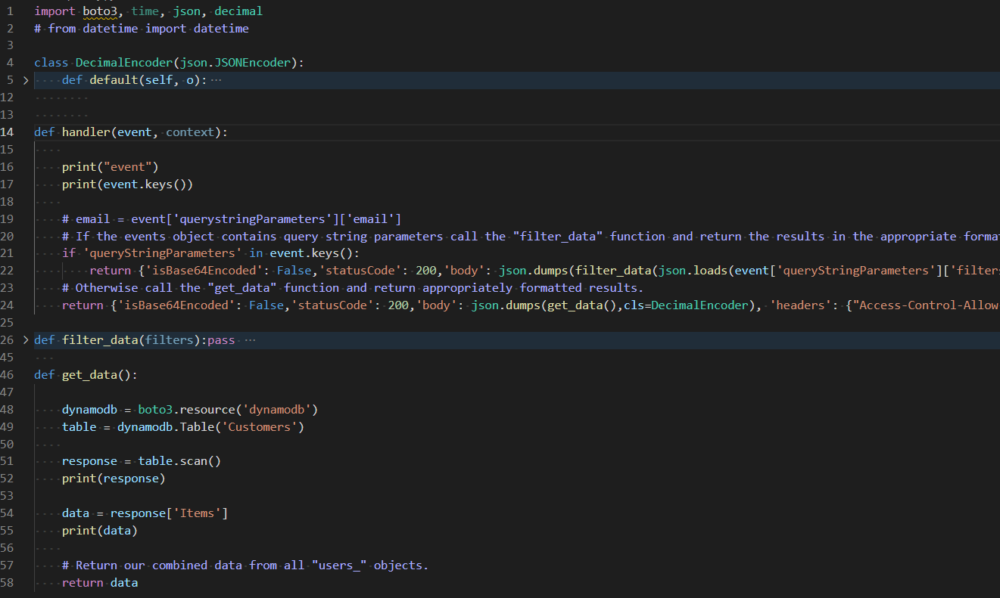 1 import boto3, time, json, decimal
2 # from datetime import datetime
3
4 class DecimalEncoder(json.JSONEncoder):
5 def default(self, o): ···
12
13
14 def handler(event, context):
15
16 print("event")
17 print(event.keys())
18
19 # email = event['querystringParameters']['email']
20 # If the events object contains query string parameters call the "filter_data" function and return the results in the appropriate forma
21 if 'queryStringParameters' in event.keys():
22 return {'isBase64Encoded': False,'statusCode': 200,'body': json.dumps(filter_data(json.loads(event['queryStringParameters']['filters
23 # Otherwise call the "get_data" function and return appropriately formatted results.
24 return {'isBase64Encoded': False,'statusCode': 200,'body': json.dumps(get_data(),cls=DecimalEncoder), 'headers': {"Access-Control-Allow
25
26 def filter_data(filters):pass ···
45
46 def get_data():
47
48 dynamodb = boto3.resource('dynamodb')
49 table = dynamodb.Table('Customers')
50
51 response = table.scan()
52 print(response)
53
54 data = response['Items']
55 print(data)
56
57 # Return our combined data from all "users_" objects.
58 return data